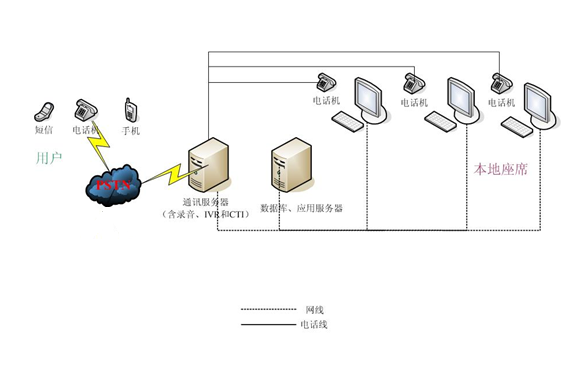 电话机
电话机
电话机
短信
电话机
手机
用户
本地座席
PSTN
通讯服务器
（含录音、IVR和CTI）
数据库、应用服务器
网线
电话线